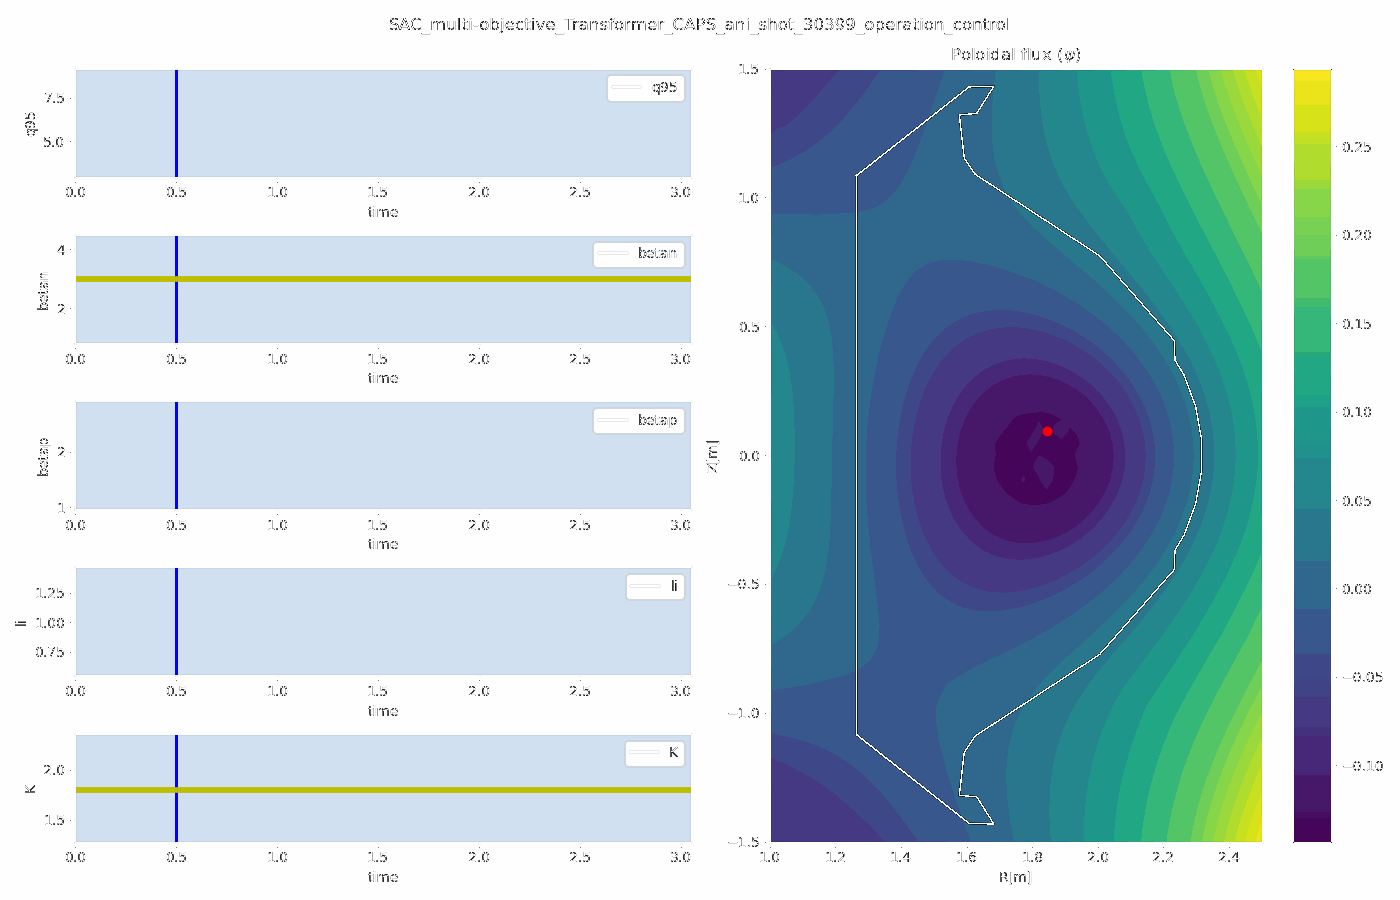 SAC_multi-objective_Transformer_CAPS_ani_shot_30399_operation_control
q95
7.5
5.0
q95
0.0 0.5 1.0 1.5 2.0 2.5 3.0
time
betan
4
2
betan
0.0 0.5 1.0 1.5 2.0 2.5 3.0
time
betap
2
1
betap
0.0 0.5 1.0 1.5 2.0 2.5 3.0
time
li
1.25
1.00
0.75
li
0.0 0.5 1.0 1.5 2.0 2.5 3.0
time
K
2.0
1.5
K
0.0 0.5 1.0 1.5 2.0 2.5 3.0
time
Poloidal flux (φ)
1.5
1.0
0.5
0.0
−0.5
−1.0
−1.5
Z[m]
1.0 1.2 1.4 1.6 1.8 2.0 2.2 2.4
R[m]
0.25
0.20
0.15
0.10
0.05
0.00
−0.05
−0.10